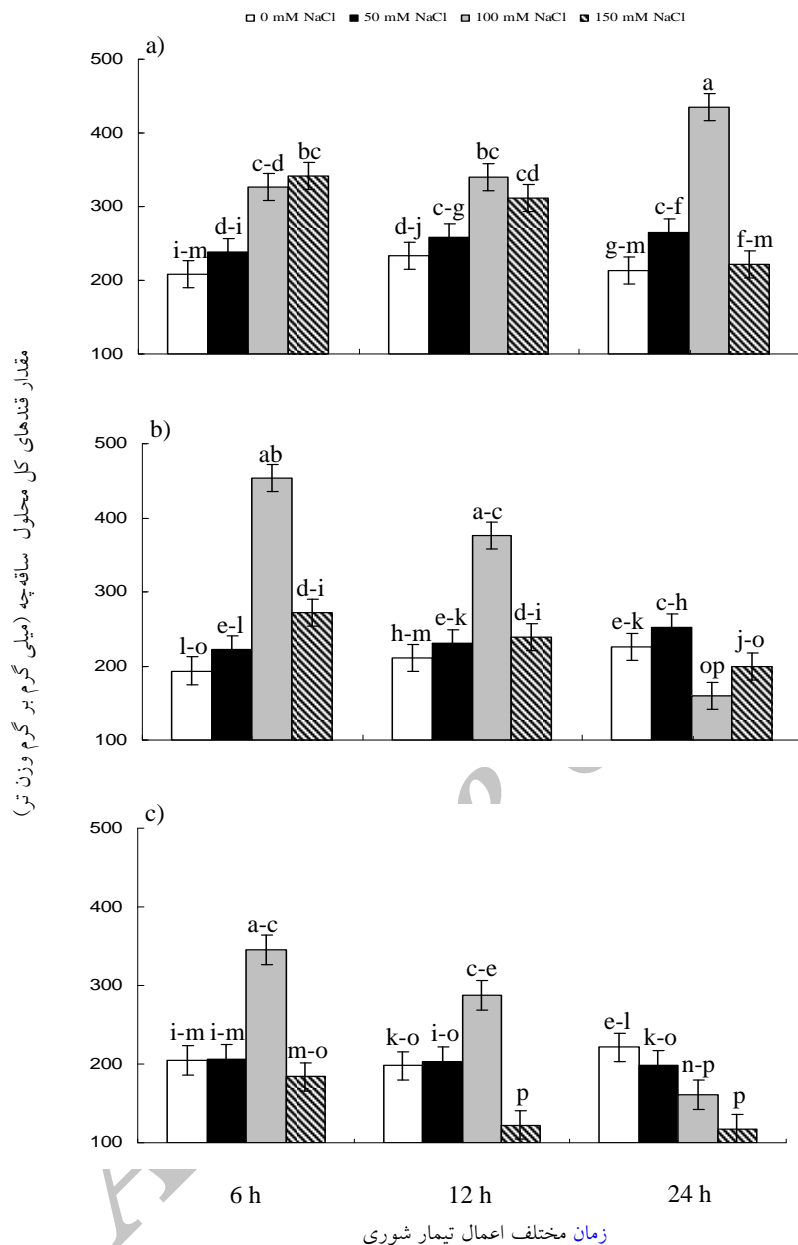 0 mM NaCl 50 mM NaCl 100 mM NaCl 150 mM NaCl
مقدار قندهای کل محلول ساقه‌چه (میلی گرم بر گرم وزن تر)
a)
500
400
300
200
100
i-m d-i c-d bc
d-j c-g bc cd
g-m c-f a f-m
b)
500
400
300
200
100
l-o e-l ab d-i
h-m e-k a-c d-i
e-k c-h op j-o
c)
500
400
300
200
100
i-m i-m a-c m-o
k-o i-o c-e p
e-l k-o n-p p
6 h 12 h 24 h
زمان مختلف اعمال تیمار شوری